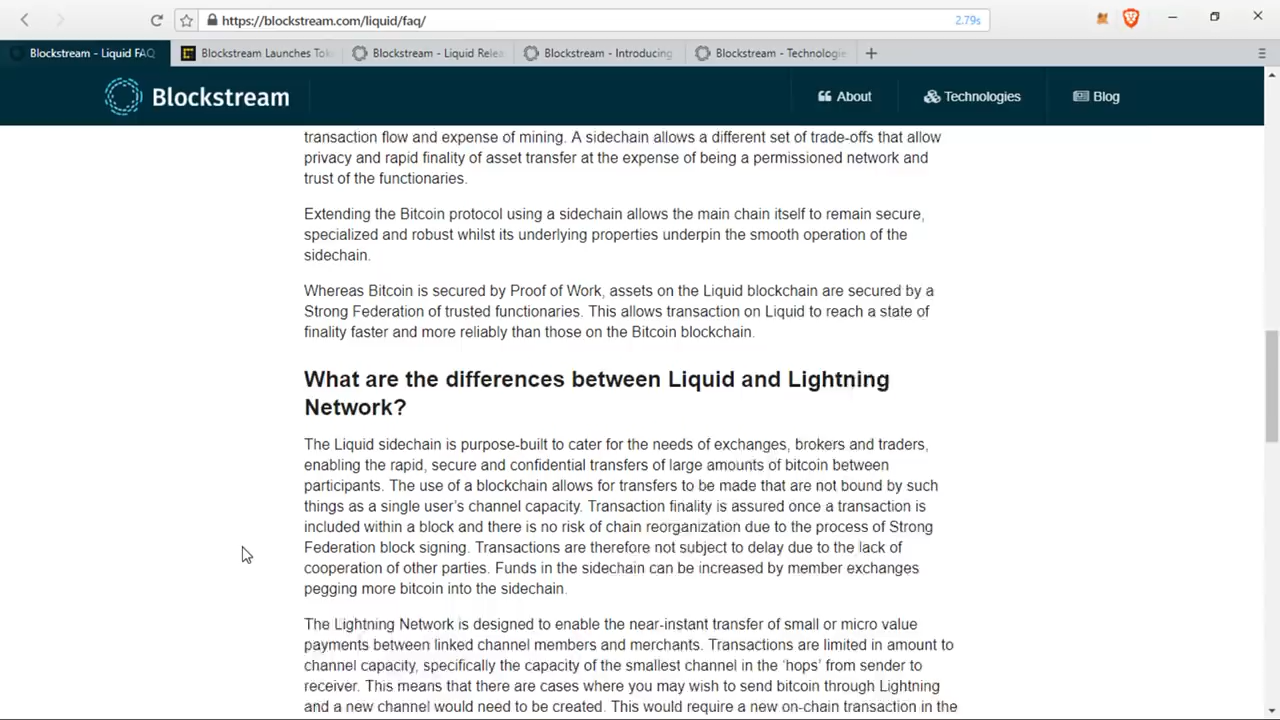 https://blockstream.com/liquid/faq/
2.79s
Blockstream - Liquid FAQ
Blockstream Launches Tok
Blockstream - Liquid Relea
Blockstream - Introducing
Blockstream - Technologie
Blockstream
About
Technologies
Blog
transaction flow and expense of mining. A sidechain allows a different set of trade-offs that allow
privacy and rapid finality of asset transfer at the expense of being a permissioned network and
trust of the functionaries.
Extending the Bitcoin protocol using a sidechain allows the main chain itself to remain secure,
specialized and robust whilst its underlying properties underpin the smooth operation of the
sidechain.
Whereas Bitcoin is secured by Proof of Work, assets on the Liquid blockchain are secured by a
Strong Federation of trusted functionaries. This allows transaction on Liquid to reach a state of
finality faster and more reliably than those on the Bitcoin blockchain.
What are the differences between Liquid and Lightning
Network?
The Liquid sidechain is purpose-built to cater for the needs of exchanges, brokers and traders,
enabling the rapid, secure and confidential transfers of large amounts of bitcoin between
participants. The use of a blockchain allows for transfers to be made that are not bound by such
things as a single user's channel capacity. Transaction finality is assured once a transaction is
included within a block and there is no risk of chain reorganization due to the process of Strong
Federation block signing. Transactions are therefore not subject to delay due to the lack of
cooperation of other parties. Funds in the sidechain can be increased by member exchanges
pegging more bitcoin into the sidechain.
The Lightning Network is designed to enable the near-instant transfer of small or micro value
payments between linked channel members and merchants. Transactions are limited in amount to
channel capacity, specifically the capacity of the smallest channel in the 'hops' from sender to
receiver. This means that there are cases where you may wish to send bitcoin through Lightning
and a new channel would need to be created. This would require a new on-chain transaction in the